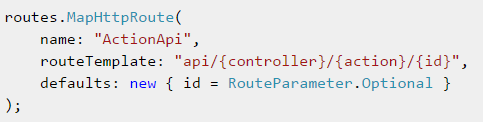 routes.MapHttpRoute(
    name: "ActionApi",
    routeTemplate: "api/{controller}/{action}/{id}",
    defaults: new { id = RouteParameter.Optional }
);